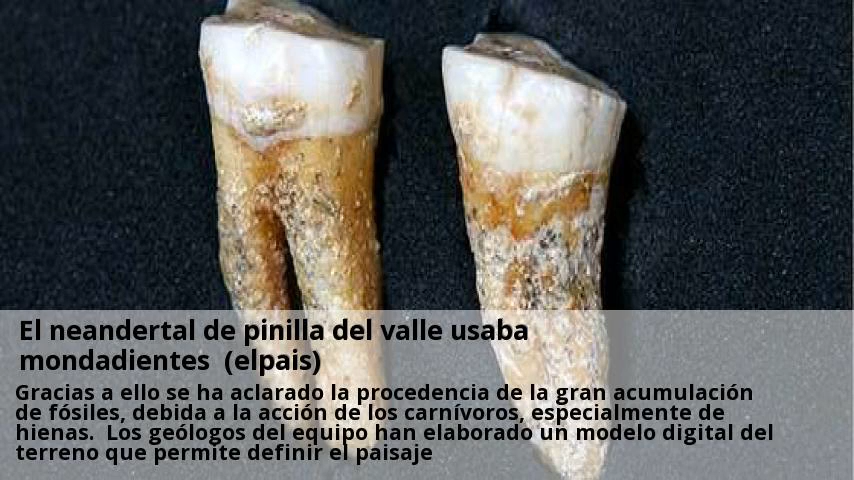 El neandertal de pinilla del valle usaba
mondadientes  (elpais)
Gracias a ello se ha aclarado la procedencia de la gran acumulación
de fósiles, debida a la acción de los carnívoros, especialmente de
hienas.  Los geólogos del equipo han elaborado un modelo digital del
terreno que permite definir el paisaje